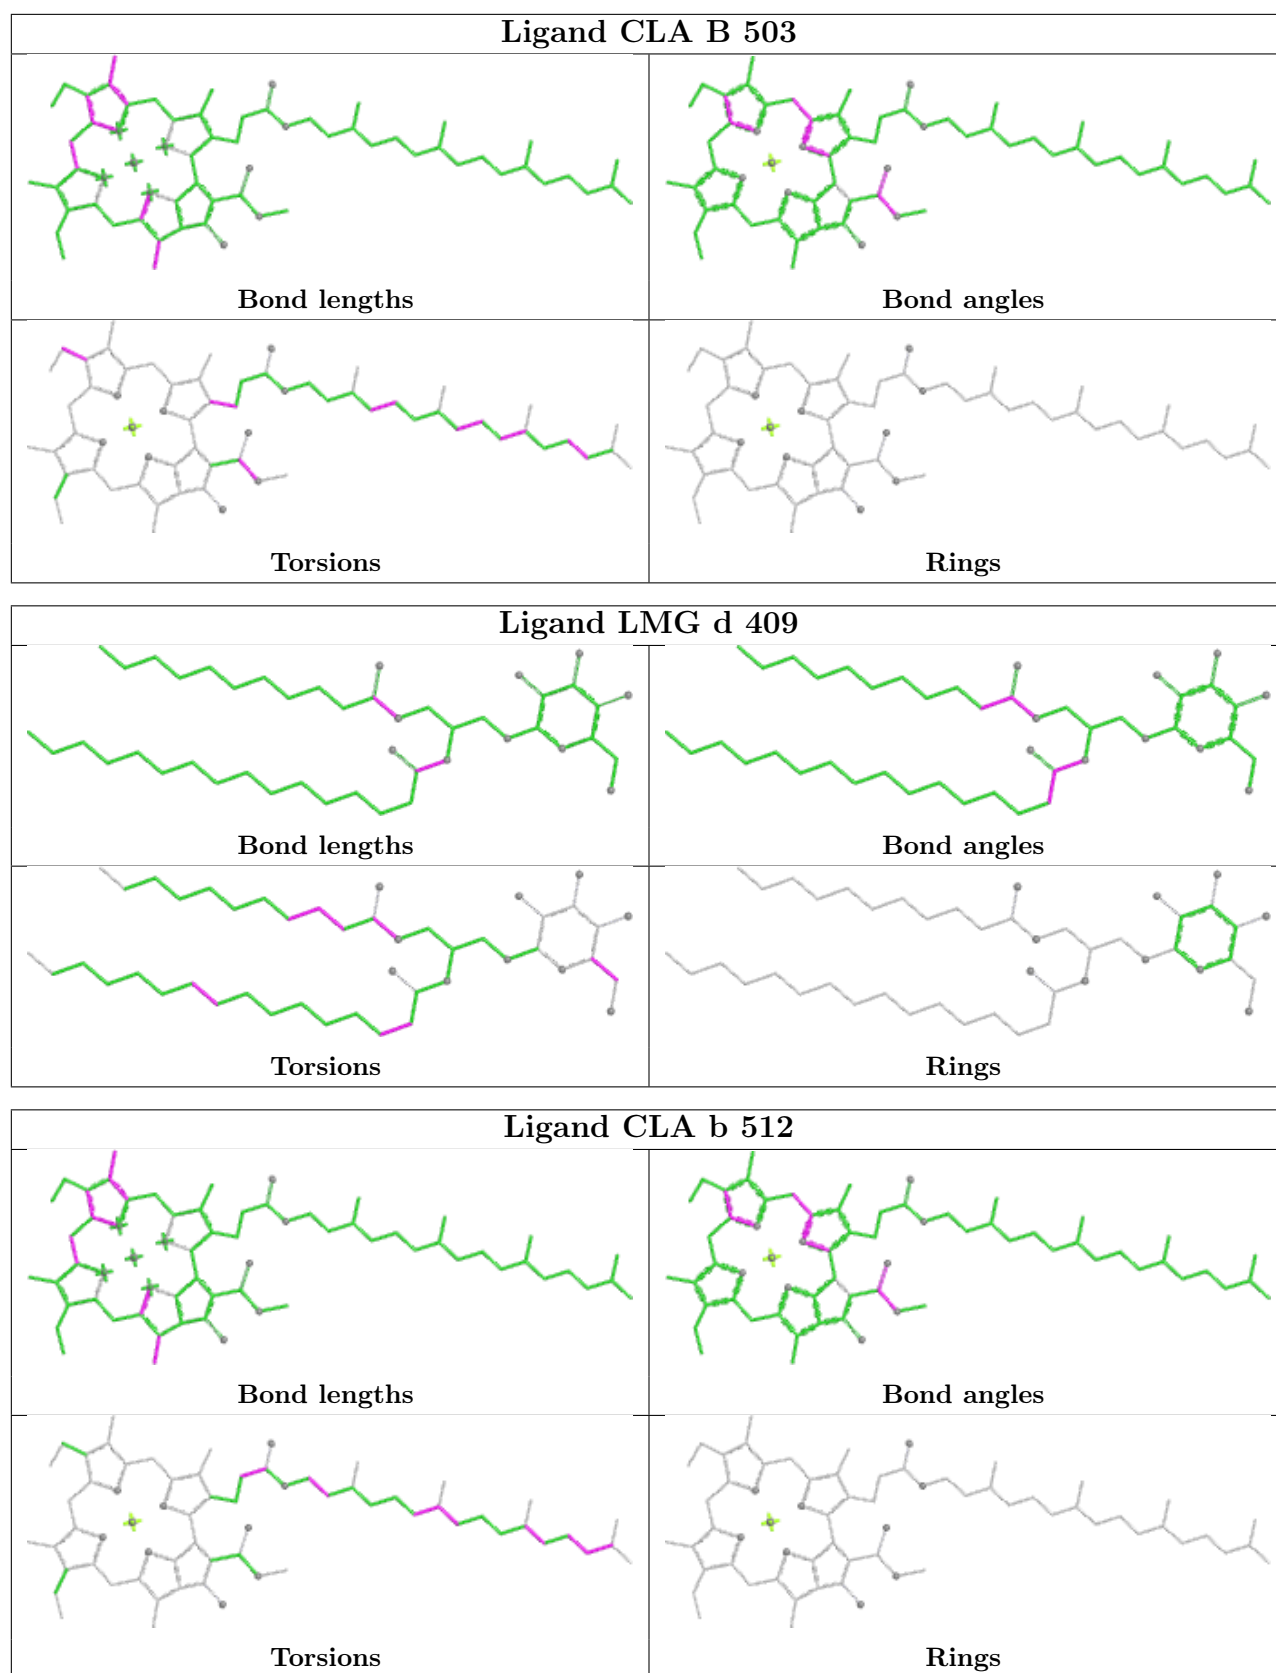 Ligand CLA B 503
Bond lengths
Bond angles
Torsions
Rings
Ligand LMG d 409
Bond lengths
Bond angles
Torsions
Rings
Ligand CLA b 512
Bond lengths
Bond angles
Torsions
Rings